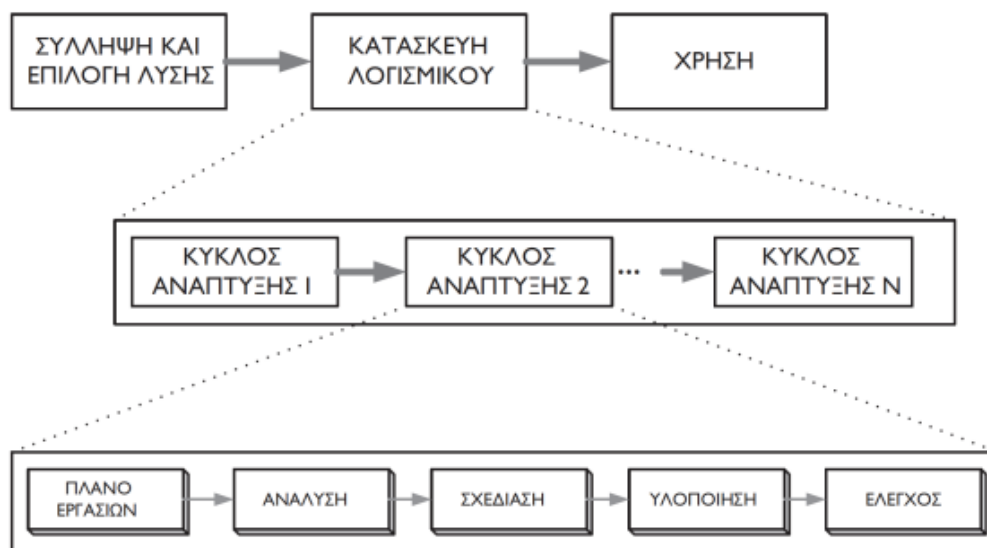 ΣΥΛΛΗΨΗ ΚΑΙ
ΕΠΙΛΟΓΗ ΛΥΣΗΣ
ΚΑΤΑΣΚΕΥΗ
ΛΟΓΙΣΜΙΚΟΥ
ΧΡΗΣΗ
ΚΥΚΛΟΣ
ΑΝΑΠΤΥΞΗΣ 1
ΚΥΚΛΟΣ
ΑΝΑΠΤΥΞΗΣ 2
...
ΚΥΚΛΟΣ
ΑΝΑΠΤΥΞΗΣ Ν
ΠΛΑΝΟ
ΕΡΓΑΣΙΩΝ
ΑΝΑΛΥΣΗ
ΣΧΕΔΙΑΣΗ
ΥΛΟΠΟΙΗΣΗ
ΕΛΕΓΧΟΣ